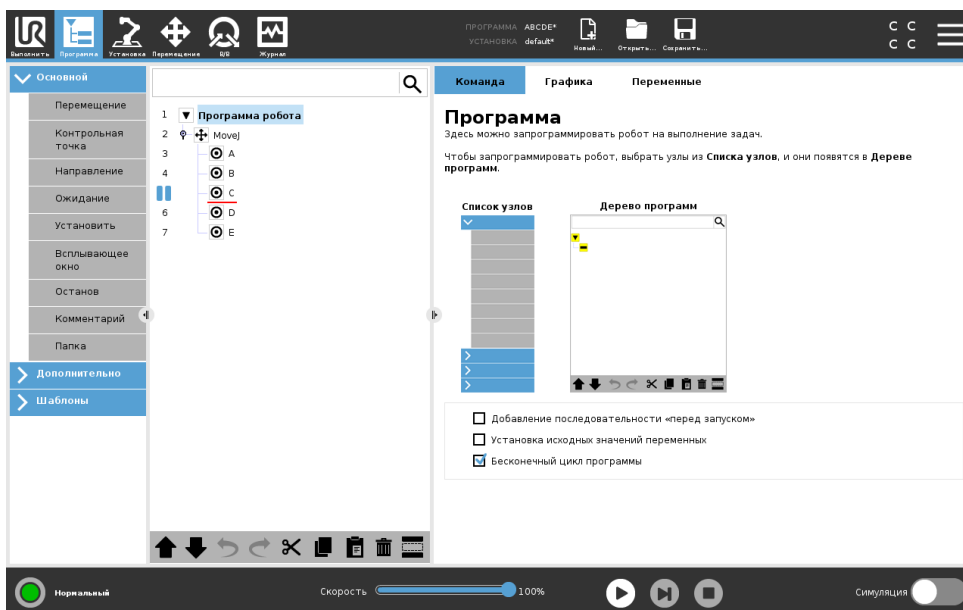 ПРОГРАММА ABCDE*
УСТАНОВКА default*
Выполнить
Программа
Установка
Перемещение
В/В
Журнал
Новый...
Открыть...
Сохранить...
C C
C C
Основной
Перемещение
Контрольная
точка
Направление
Ожидание
Установить
Всплывающее
окно
Останов
Комментарий
Папка
Дополнительно
Шаблоны
1 Программа робота
2 MoveJ
3 A
4 B
C
6 D
7 E
Команда Графика Переменные
Программа
Здесь можно запрограммировать робот на выполнение задач.
Чтобы запрограммировать робот, выбрать узлы из Списка узлов, и они появятся в Дереве
программ.
Список узлов Дерево программ
Добавление последовательности «перед запуском»
Установка исходных значений переменных
Бесконечный цикл программы
Нормальный
Скорость 100%
Симуляция